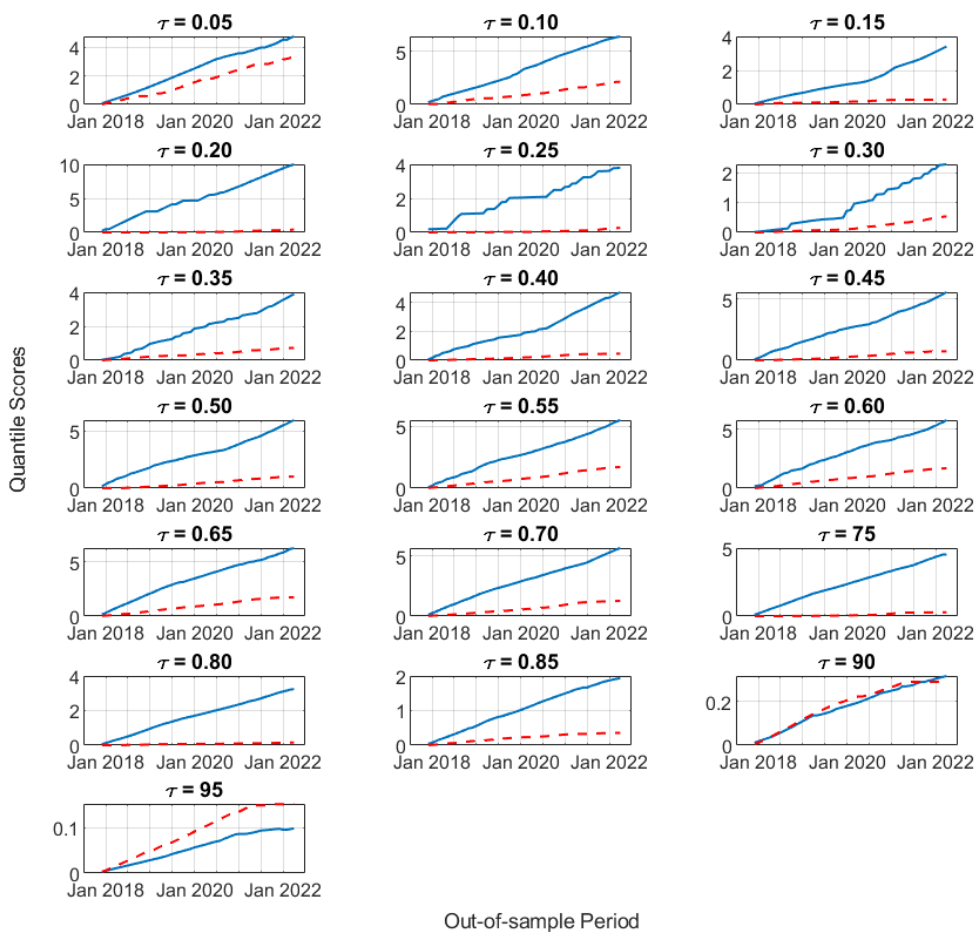 τ = 0.05 τ = 0.10 τ = 0.15
4 5 1
2
0 0 0
Jan 2018 Jan 2020 Jan 2022 Jan 2018 Jan 2020 Jan 2022 Jan 2018 Jan 2020 Jan 2022
τ = 0.20 τ = 0.25 τ = 0.30
10 4 2
5 2 1
0 0 0
Jan 2018 Jan 2020 Jan 2022 Jan 2018 Jan 2020 Jan 2022 Jan 2018 Jan 2020 Jan 2022
τ = 0.35 τ = 0.40 τ = 0.45
4 4 5
2 2
0 0 0
Jan 2018 Jan 2020 Jan 2022 Jan 2018 Jan 2020 Jan 2022 Jan 2018 Jan 2020 Jan 2022
Quantile Scores
τ = 0.50 τ = 0.55 τ = 0.60
5 5 5
0 0 0
Jan 2018 Jan 2020 Jan 2022 Jan 2018 Jan 2020 Jan 2022 Jan 2018 Jan 2020 Jan 2022
τ = 0.65 τ = 0.70 τ = 75
5 5 5
0 0 0
Jan 2018 Jan 2020 Jan 2022 Jan 2018 Jan 2020 Jan 2022 Jan 2018 Jan 2020 Jan 2022
τ = 0.80 τ = 0.85 τ = 90
4 2
2 1 0.2
0 0 0
Jan 2018 Jan 2020 Jan 2022 Jan 2018 Jan 2020 Jan 2022 Jan 2018 Jan 2020 Jan 2022
τ = 95
0.1
0
Jan 2018 Jan 2020 Jan 2022
Out-of-sample Period